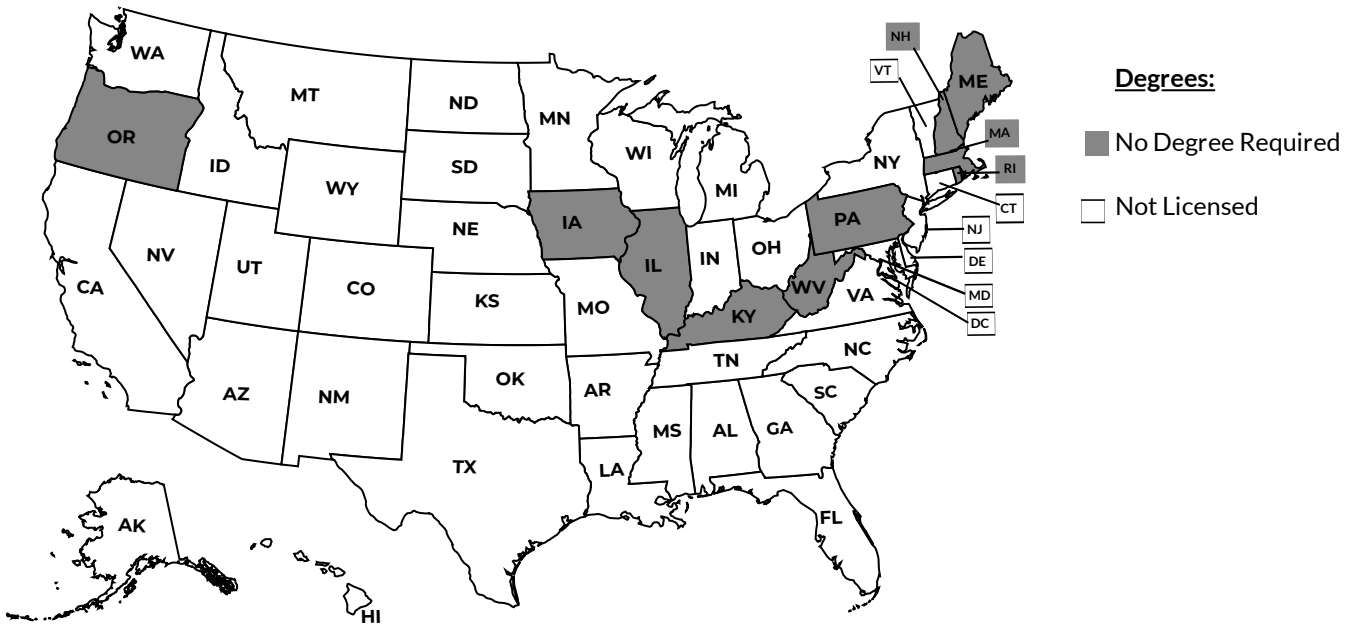 WA
MT
ND
MN
OR
ID
WY
SD
WI
MI
NY
VT
NH
ME
MA
RI
CT
NJ
DE
MD
DC
NV
UT
CO
NE
IA
IL
IN
OH
PA
CA
KS
MO
KY
WV
VA
AZ
NM
OK
AR
TN
NC
SC
TX
LA
MS
AL
GA
FL
AK
HI
Degrees:
No Degree Required
Not Licensed